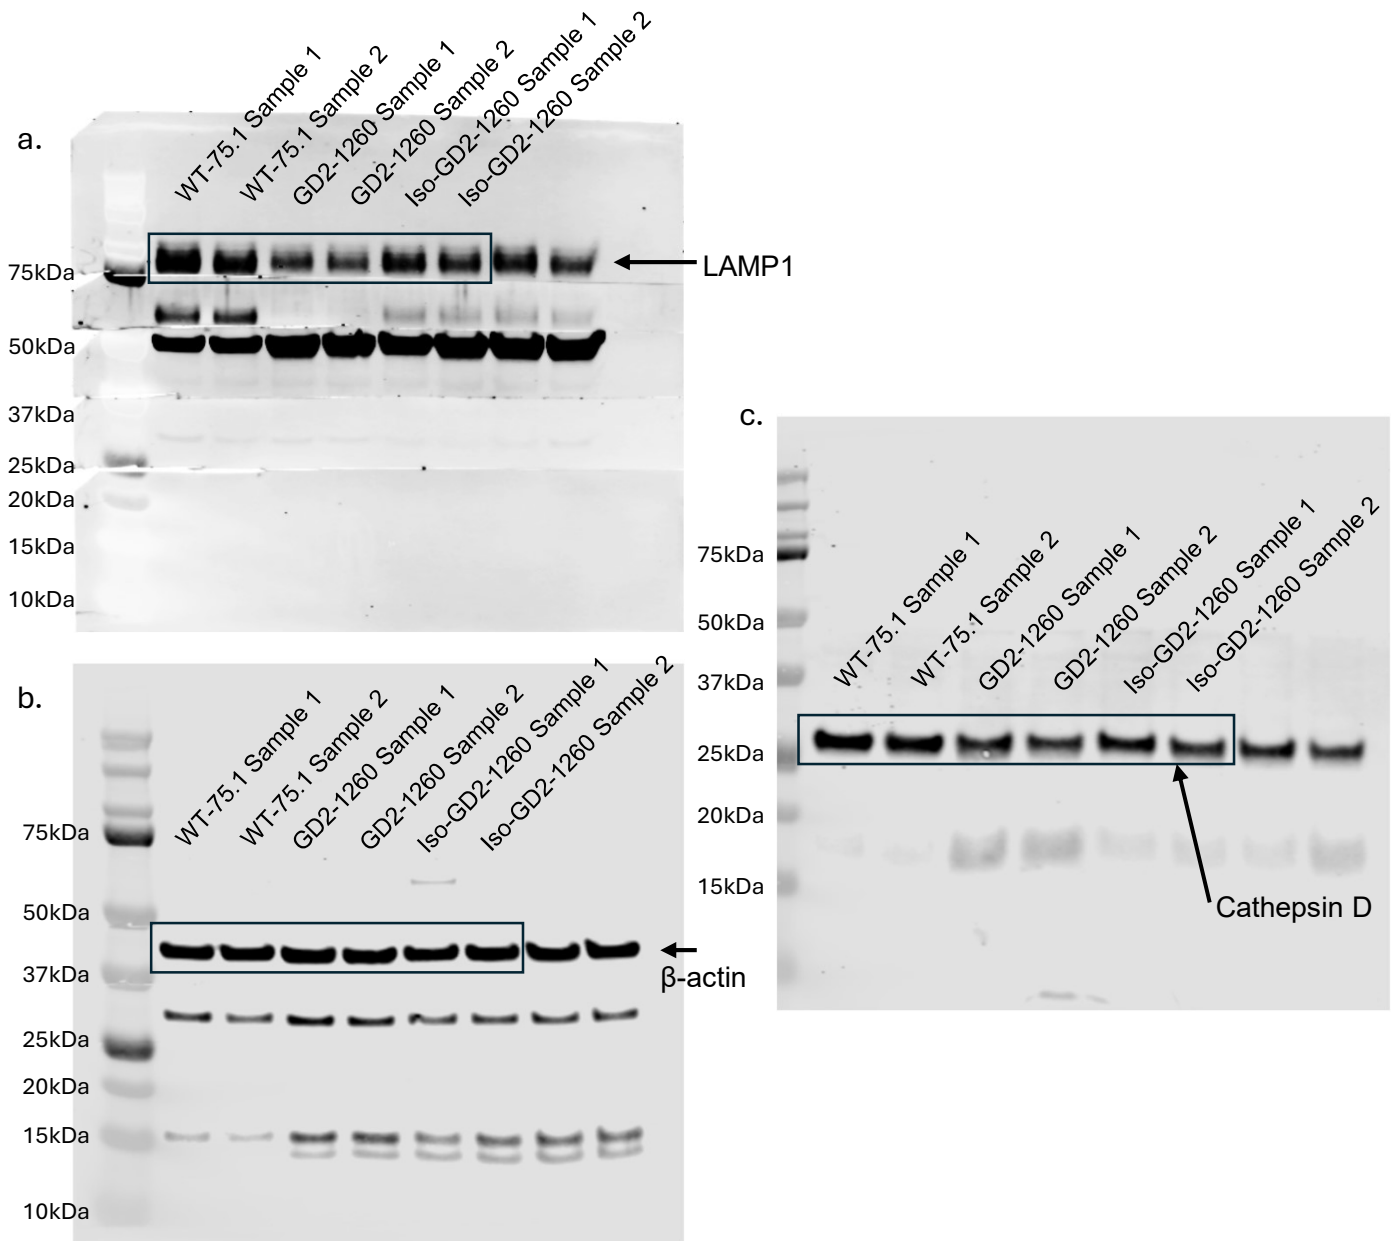 a.
WT-75.1 Sample 1
WT-75.1 Sample 2
GD2-1260 Sample 1
GD2-1260 Sample 2
Iso-GD2-1260 Sample 1
Iso-GD2-1260 Sample 2
75kDa
50kDa
37kDa
25kDa
20kDa
15kDa
10kDa
LAMP1
b.
WT-75.1 Sample 1
WT-75.1 Sample 2
GD2-1260 Sample 1
GD2-1260 Sample 2
Iso-GD2-1260 Sample 1
Iso-GD2-1260 Sample 2
75kDa
50kDa
37kDa
25kDa
20kDa
15kDa
10kDa
β-actin
c.
WT-75.1 Sample 1
WT-75.1 Sample 2
GD2-1260 Sample 1
GD2-1260 Sample 2
Iso-GD2-1260 Sample 1
Iso-GD2-1260 Sample 2
75kDa
50kDa
37kDa
25kDa
20kDa
15kDa
Cathepsin D